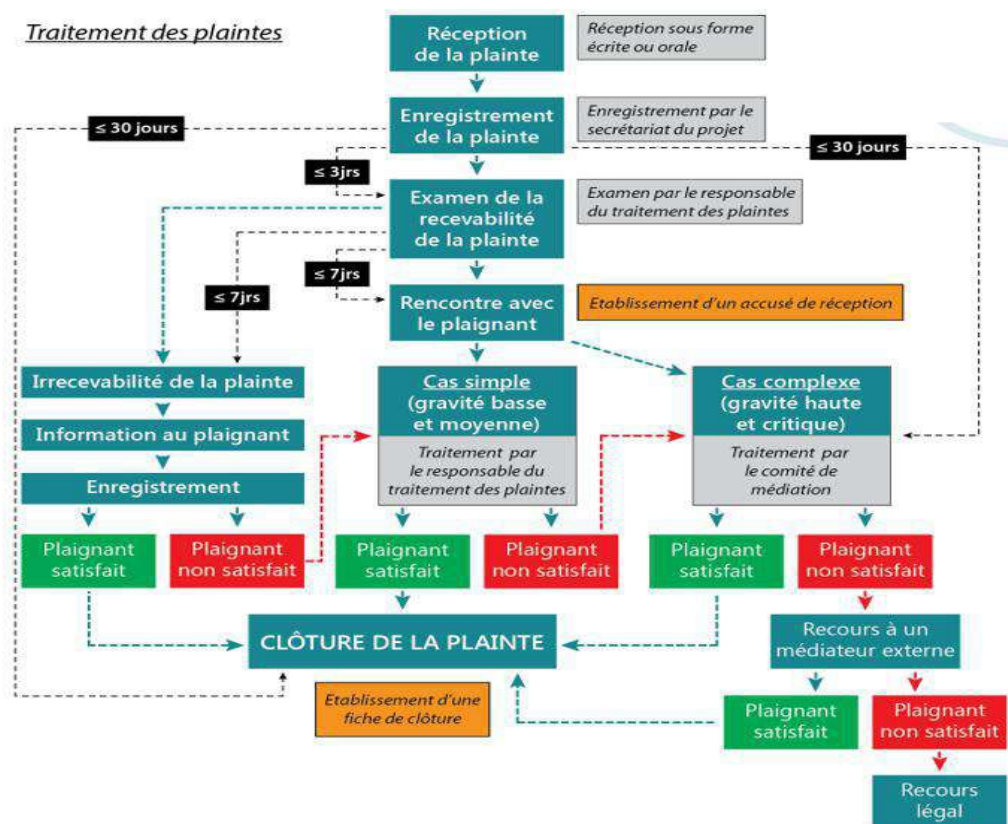 Traitement des plaintes
Réception
de la plainte
Réception sous forme
écrite ou orale
Enregistrement
de la plainte
Enregistrement par le
secrétariat du projet
≤ 30 jours
≤ 30 jours
≤ 3jrs
Examen de la
recevabilité
de la plainte
Examen par le responsable
du traitement des plaintes
≤ 7jrs
≤ 7jrs
Rencontre avec
le plaignant
Etablissement d'un accusé de réception
Irrecevabilité de la plainte
Information au plaignant
Enregistrement
Cas simple
(gravité basse
et moyenne)
Traitement par
le responsable du
traitement des plaintes
Cas complexe
(gravité haute
et critique)
Traitement par
le comité de
médiation
Plaignant
satisfait
Plaignant
non satisfait
Plaignant
satisfait
Plaignant
non satisfait
Plaignant
satisfait
Plaignant
non satisfait
CLÔTURE DE LA PLAINTE
Recours à un
médiateur externe
Etablissement d'une
fiche de clôture
Plaignant
satisfait
Plaignant
non satisfait
Recours
légal